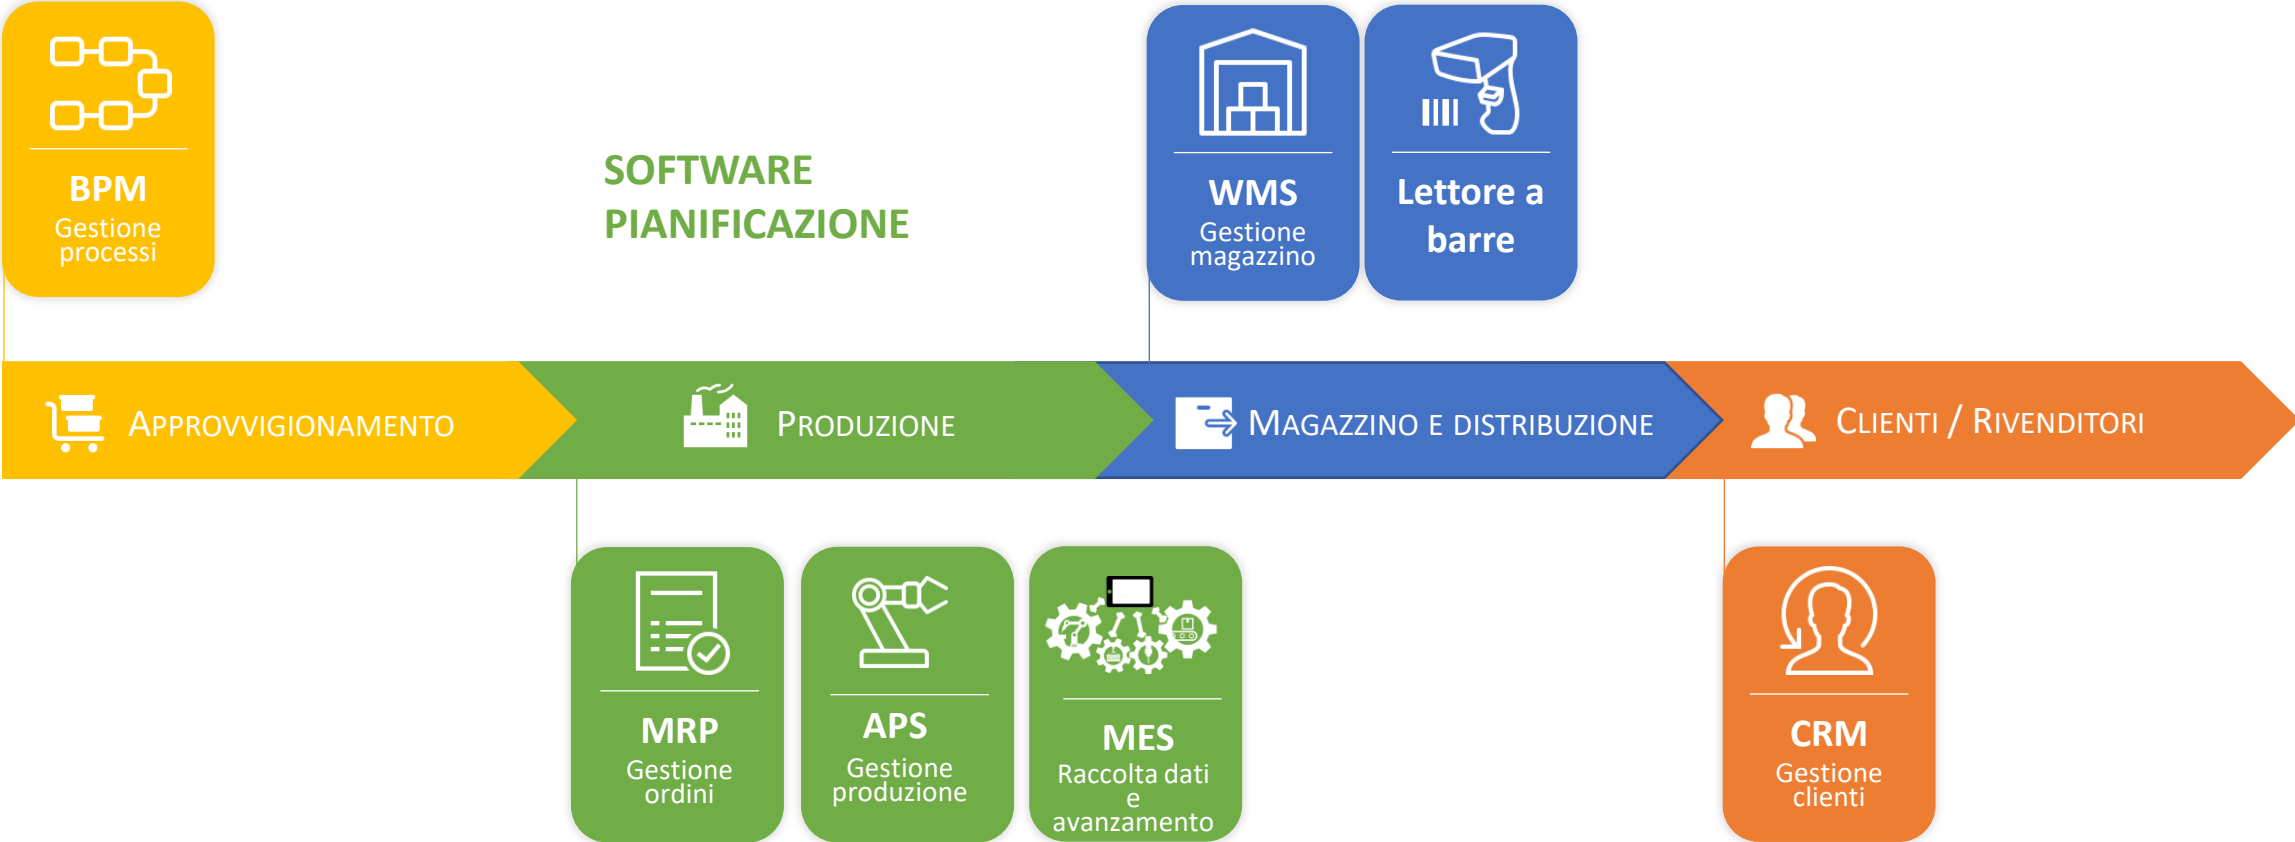 BPM
Gestione
processi
SOFTWARE
PIANIFICAZIONE
WMS
Gestione
magazzino
Lettore a
barre
APPROVVIGIONAMENTO
PRODUZIONE
MAGAZZINO E DISTRIBUZIONE
CLIENTI / RIVENDITORI
MRP
Gestione
ordini
APS
Gestione
produzione
MES
Raccolta dati
e
avanzamento
CRM
Gestione
clienti